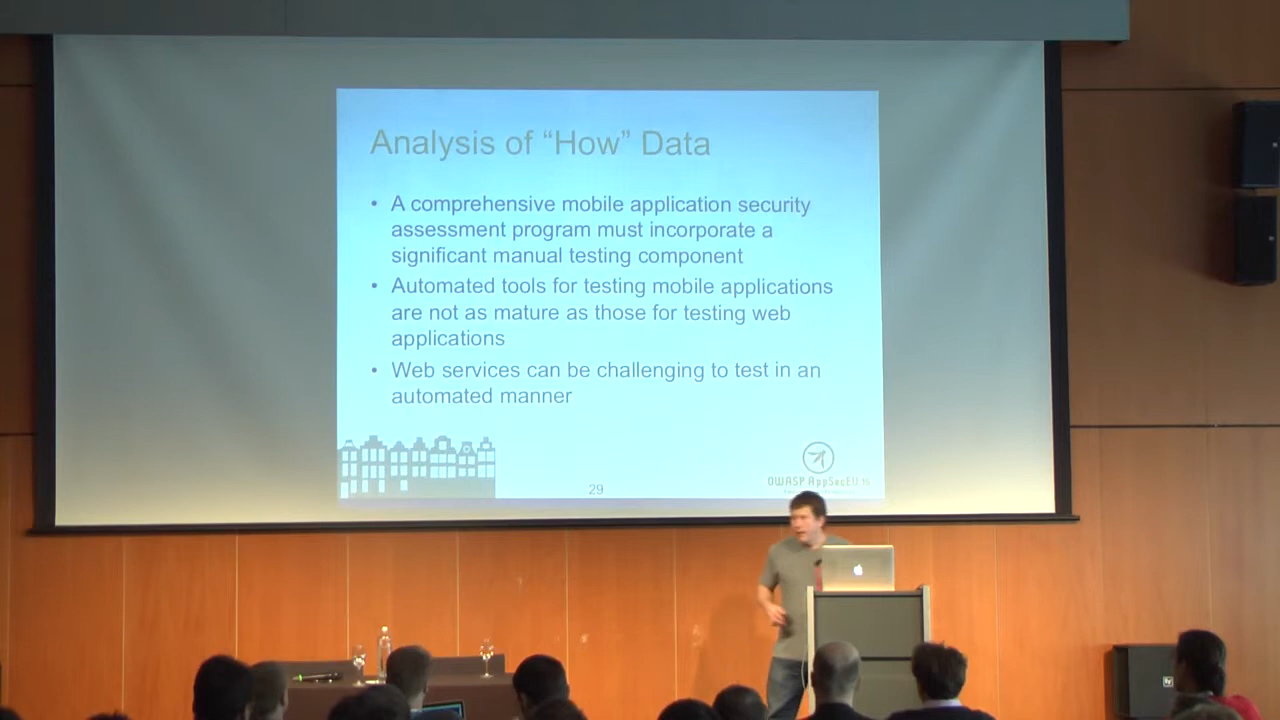 Analysis of “How” Data
• A comprehensive mobile application security
assessment program must incorporate a
significant manual testing component
• Automated tools for testing mobile applications
are not as mature as those for testing web
applications
• Web services can be challenging to test in an
automated manner
29
OWASP AppSecEU 15